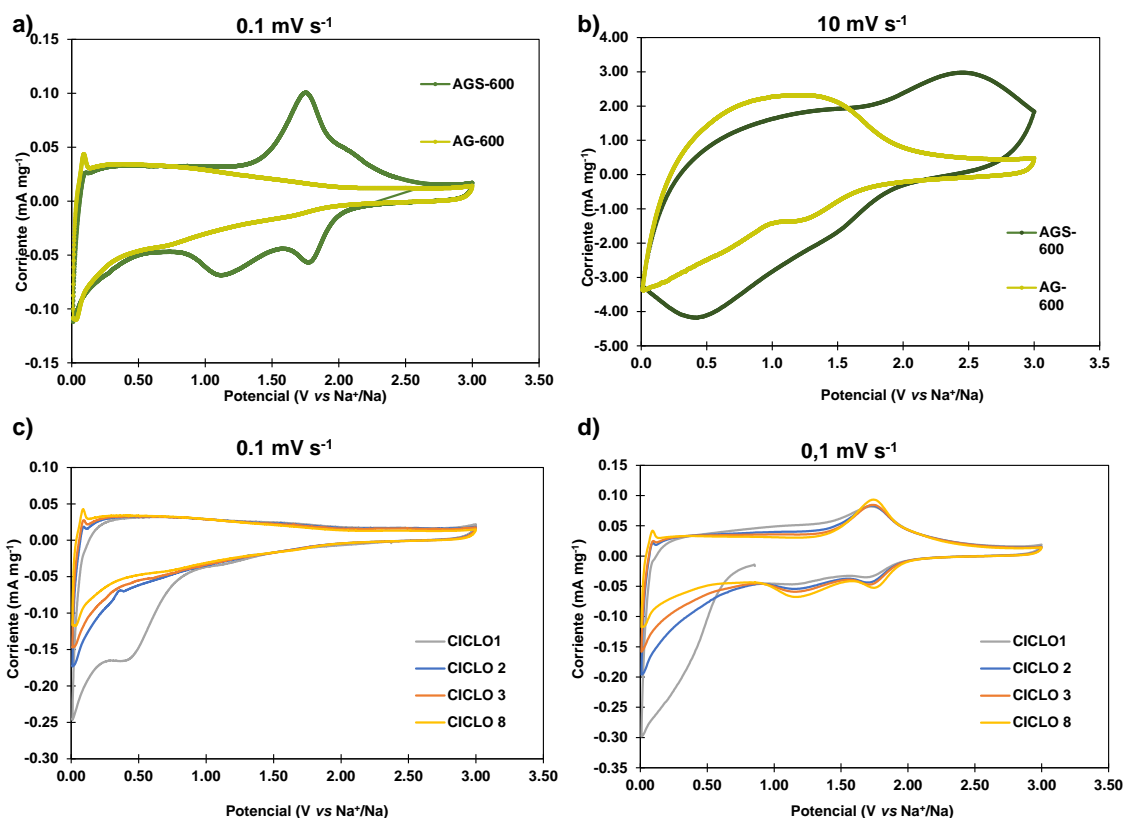 a)
0.1 mV s⁻¹
0.15
0.10
0.05
0.00
-0.05
-0.10
-0.15
Corriente (mA mg⁻¹)
AGS-600
AG-600
0.00 0.50 1.00 1.50 2.00 2.50 3.00 3.50
Potencial (V vs Na⁺/Na)
b)
10 mV s⁻¹
4.00
3.00
2.00
1.00
0.00
-1.00
-2.00
-3.00
-4.00
-5.00
Corriente (mA mg⁻¹)
AGS-
600
AG-
600
0.0 0.5 1.0 1.5 2.0 2.5 3.0 3.5
Potencial (V vs Na⁺/Na)
c)
0.1 mV s⁻¹
0.10
0.05
0.00
-0.05
-0.10
-0.15
-0.20
-0.25
-0.30
Corriente (mA mg⁻¹)
CICLO1
CICLO 2
CICLO 3
CICLO 8
0.00 0.50 1.00 1.50 2.00 2.50 3.00 3.50
Potencial (V vs Na⁺/Na)
d)
0,1 mV s⁻¹
0.15
0.10
0.05
0.00
-0.05
-0.10
-0.15
-0.20
-0.25
-0.30
-0.35
Corriente (mA mg⁻¹)
CICLO1
CICLO 2
CICLO 3
CICLO 8
0.00 0.50 1.00 1.50 2.00 2.50 3.00 3.50
Potencial (V vs Na⁺/Na)